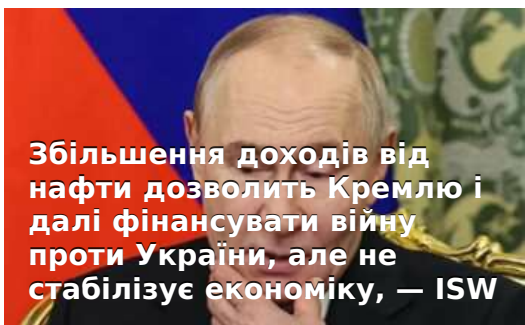 Збільшення доходів від
нафти дозволить Кремлю і
далі фінансувати війну
проти України, але не
стабілізує економіку, — ISW